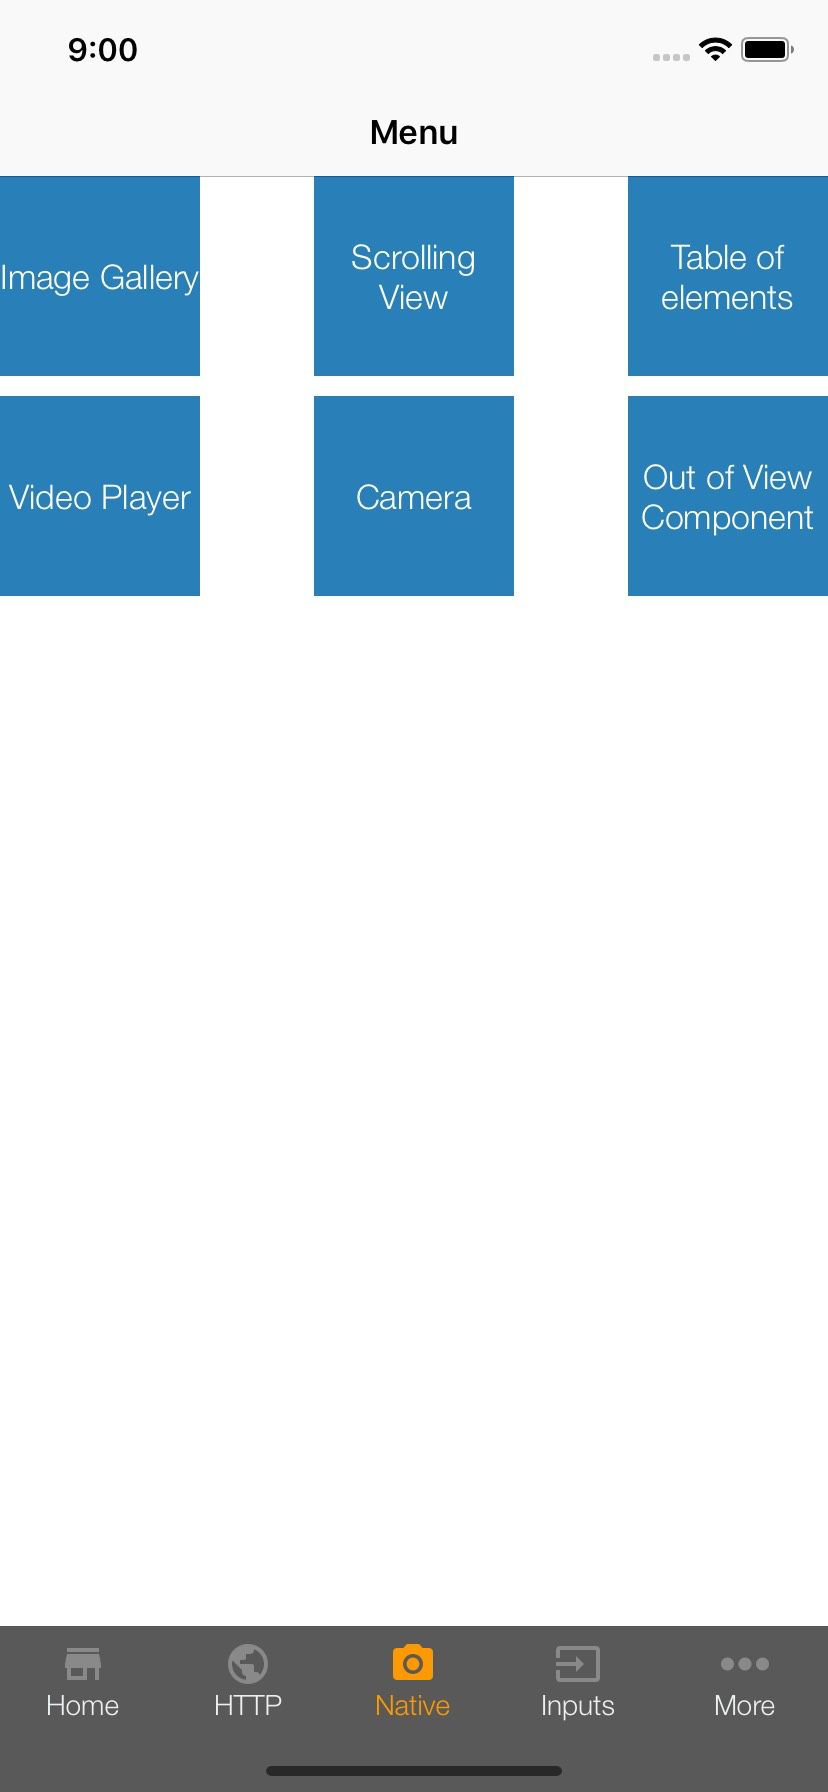 9:00
Menu
Image Gallery
Scrolling
View
Table of
elements
Video Player
Camera
Out of View
Component
Home
HTTP
Native
Inputs
More